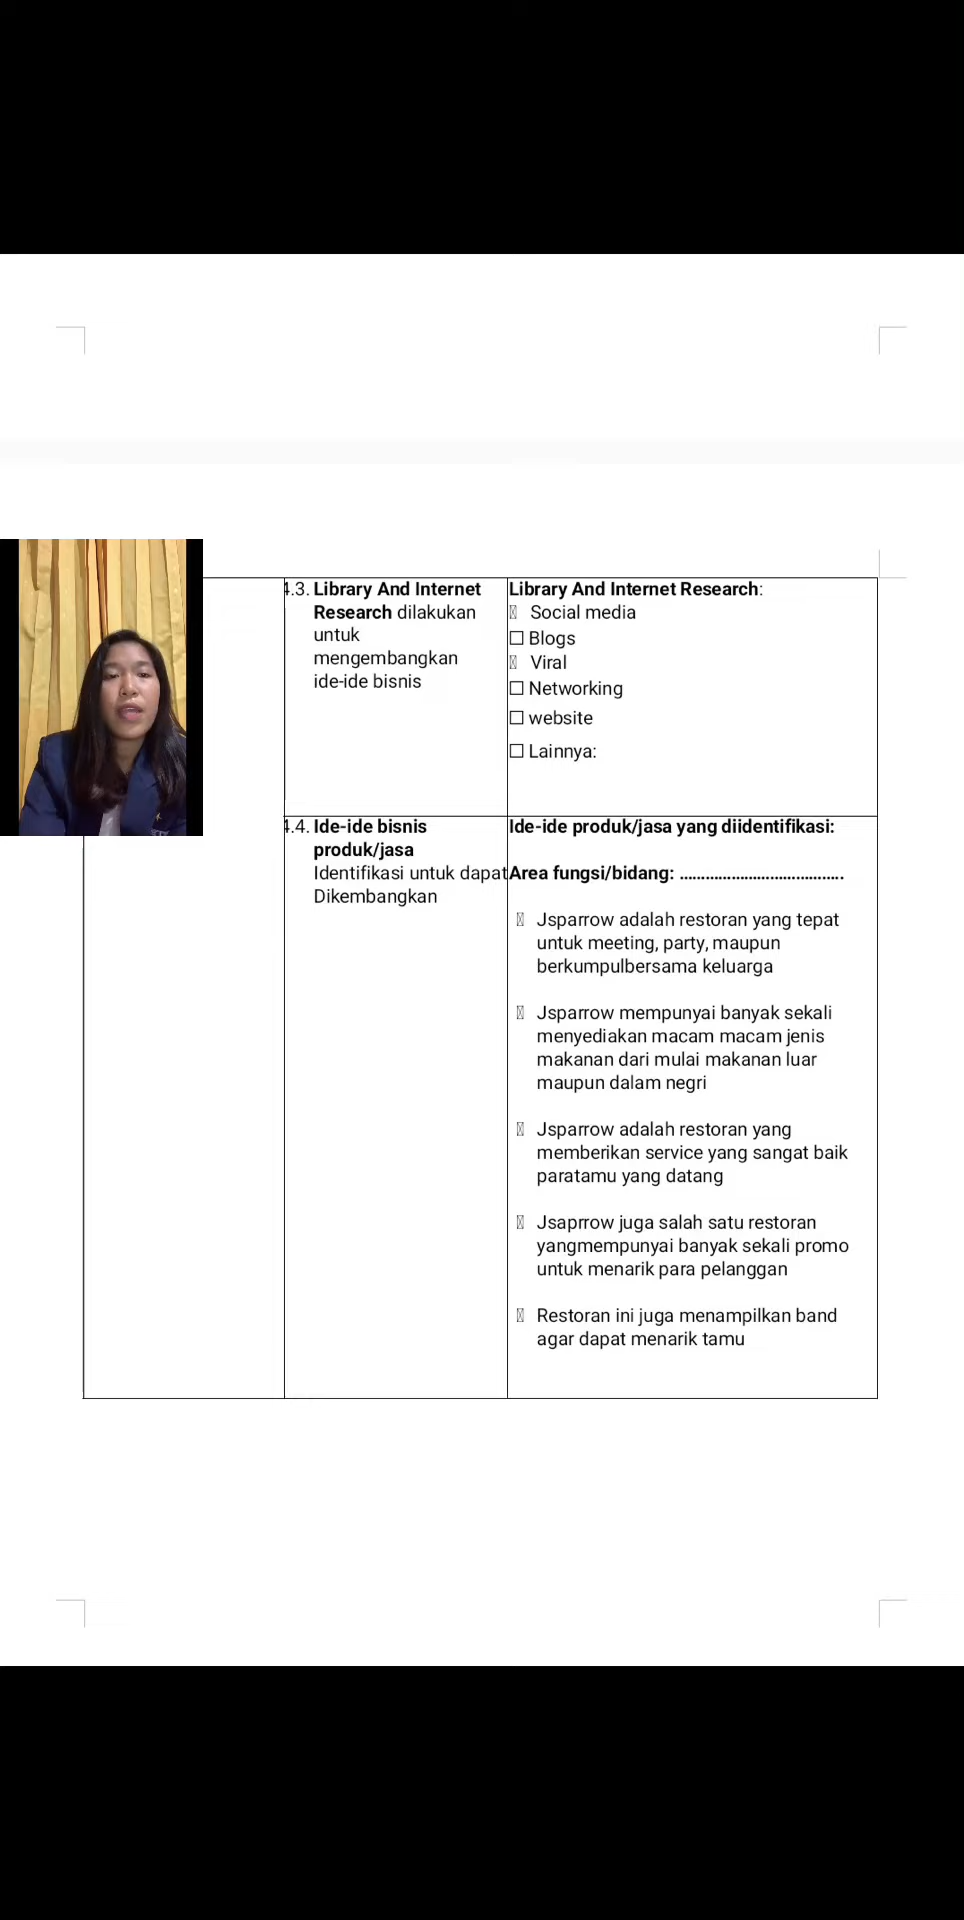 4.3. Library And Internet
Research dilakukan
untuk
mengembangkan
ide-ide bisnis
Library And Internet Research:
Social media
☐ Blogs
Viral
☐ Networking
☐ website
☐ Lainnya:
4.4. Ide-ide bisnis
produk/jasa
Identifikasi untuk dapat
Dikembangkan
Ide-ide produk/jasa yang diidentifikasi:
Area fungsi/bidang: ......................................
Jsparrow adalah restoran yang tepat
untuk meeting, party, maupun
berkumpulbersama keluarga
Jsparrow mempunyai banyak sekali
menyediakan macam macam jenis
makanan dari mulai makanan luar
maupun dalam negri
Jsparrow adalah restoran yang
memberikan service yang sangat baik
paratamu yang datang
Jsaprrow juga salah satu restoran
yangmempunyai banyak sekali promo
untuk menarik para pelanggan
Restoran ini juga menampilkan band
agar dapat menarik tamu